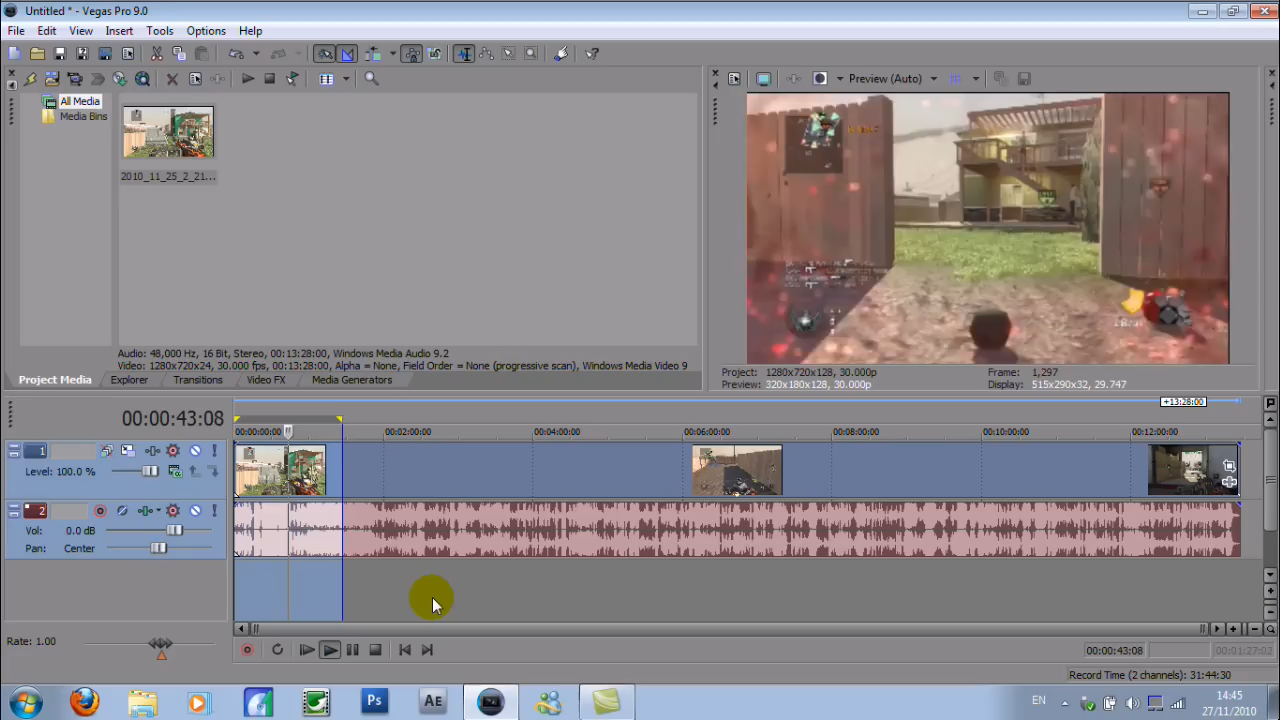 Untitled * - Vegas Pro 9.0
File Edit View Insert Tools Options Help
All Media
Media Bins
2010_11_25_2_21...
Audio: 48,000 Hz, 16 Bit, Stereo, 00:13:28:00, Windows Media Audio 9.2
Video: 1280x720x24, 30.000 fps, 00:13:28:00, Alpha = None, Field Order = None (progressive scan), Windows Media Video 9
Project Media Explorer Transitions Video FX Media Generators
Preview (Auto)
Project: 1280x720x128, 30.000p Frame: 1,297
Preview: 320x180x128, 30.000p Display: 515x290x32, 29.747
+13:28:00
00:00:43:08
00:00:00:00 00:02:00:00 00:04:00:00 00:06:00:00 00:08:00:00 00:10:00:00 00:12:00:00
1
Level: 100.0 %
2
Vol: 0.0 dB
Pan: Center
Rate: 1.00
00:00:43:08 00:01:27:02
Record Time (2 channels): 31:44:30
Ps AE EN 14:45
27/11/2010